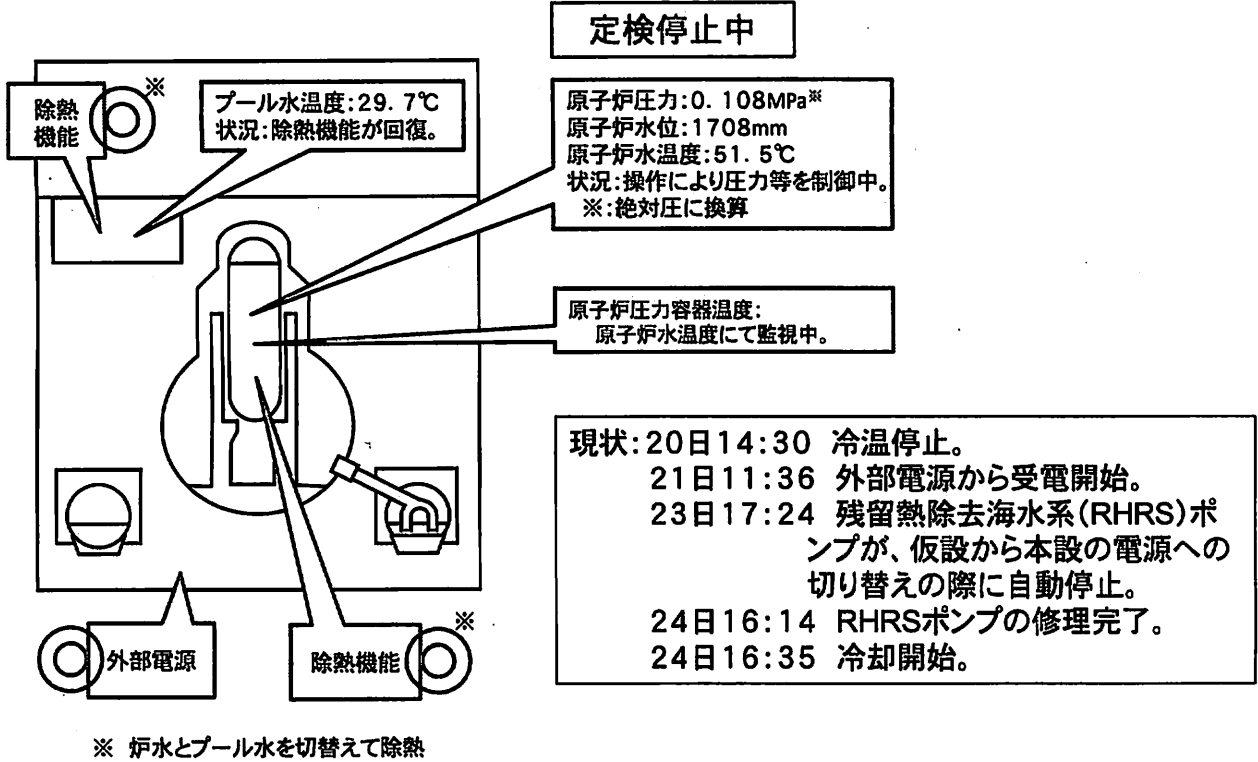 定検停止中
除熱
機能
※
プール水温度:29.7℃
状況:除熱機能が回復。
原子炉圧力:0.108MPa※
原子炉水位:1708mm
原子炉水温度:51.5℃
状況:操作により圧力等を制御中。
※:絶対圧に換算
原子炉圧力容器温度:
原子炉水温度にて監視中。
現状:20日14:30 冷温停止。
21日11:36 外部電源から受電開始。
23日17:24 残留熱除去海水系(RHRS)ポ
ンプが、仮設から本設の電源への
切り替えの際に自動停止。
24日16:14 RHRSポンプの修理完了。
24日16:35 冷却開始。
外部電源
除熱機能
※
※ 炉水とプール水を切替えて除熱